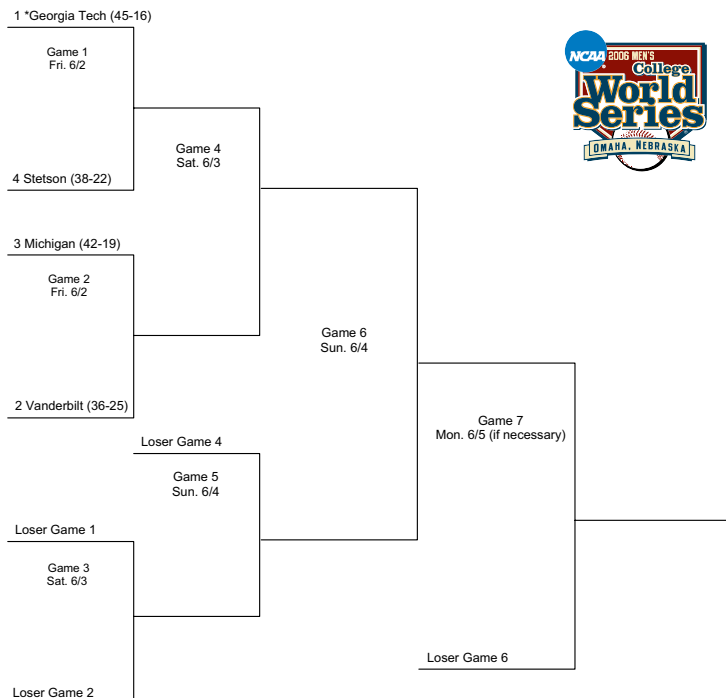 1 *Georgia Tech (45-16)
Game 1
Fri. 6/2
4 Stetson (38-22)
Game 4
Sat. 6/3
3 Michigan (42-19)
Game 2
Fri. 6/2
2 Vanderbilt (36-25)
Game 6
Sun. 6/4
Loser Game 4
Game 5
Sun. 6/4
Loser Game 1
Game 3
Sat. 6/3
Loser Game 2
Game 7
Mon. 6/5 (if necessary)
Loser Game 6
NCAA
2006 MEN'S
College
World
Series
OMAHA, NEBRASKA